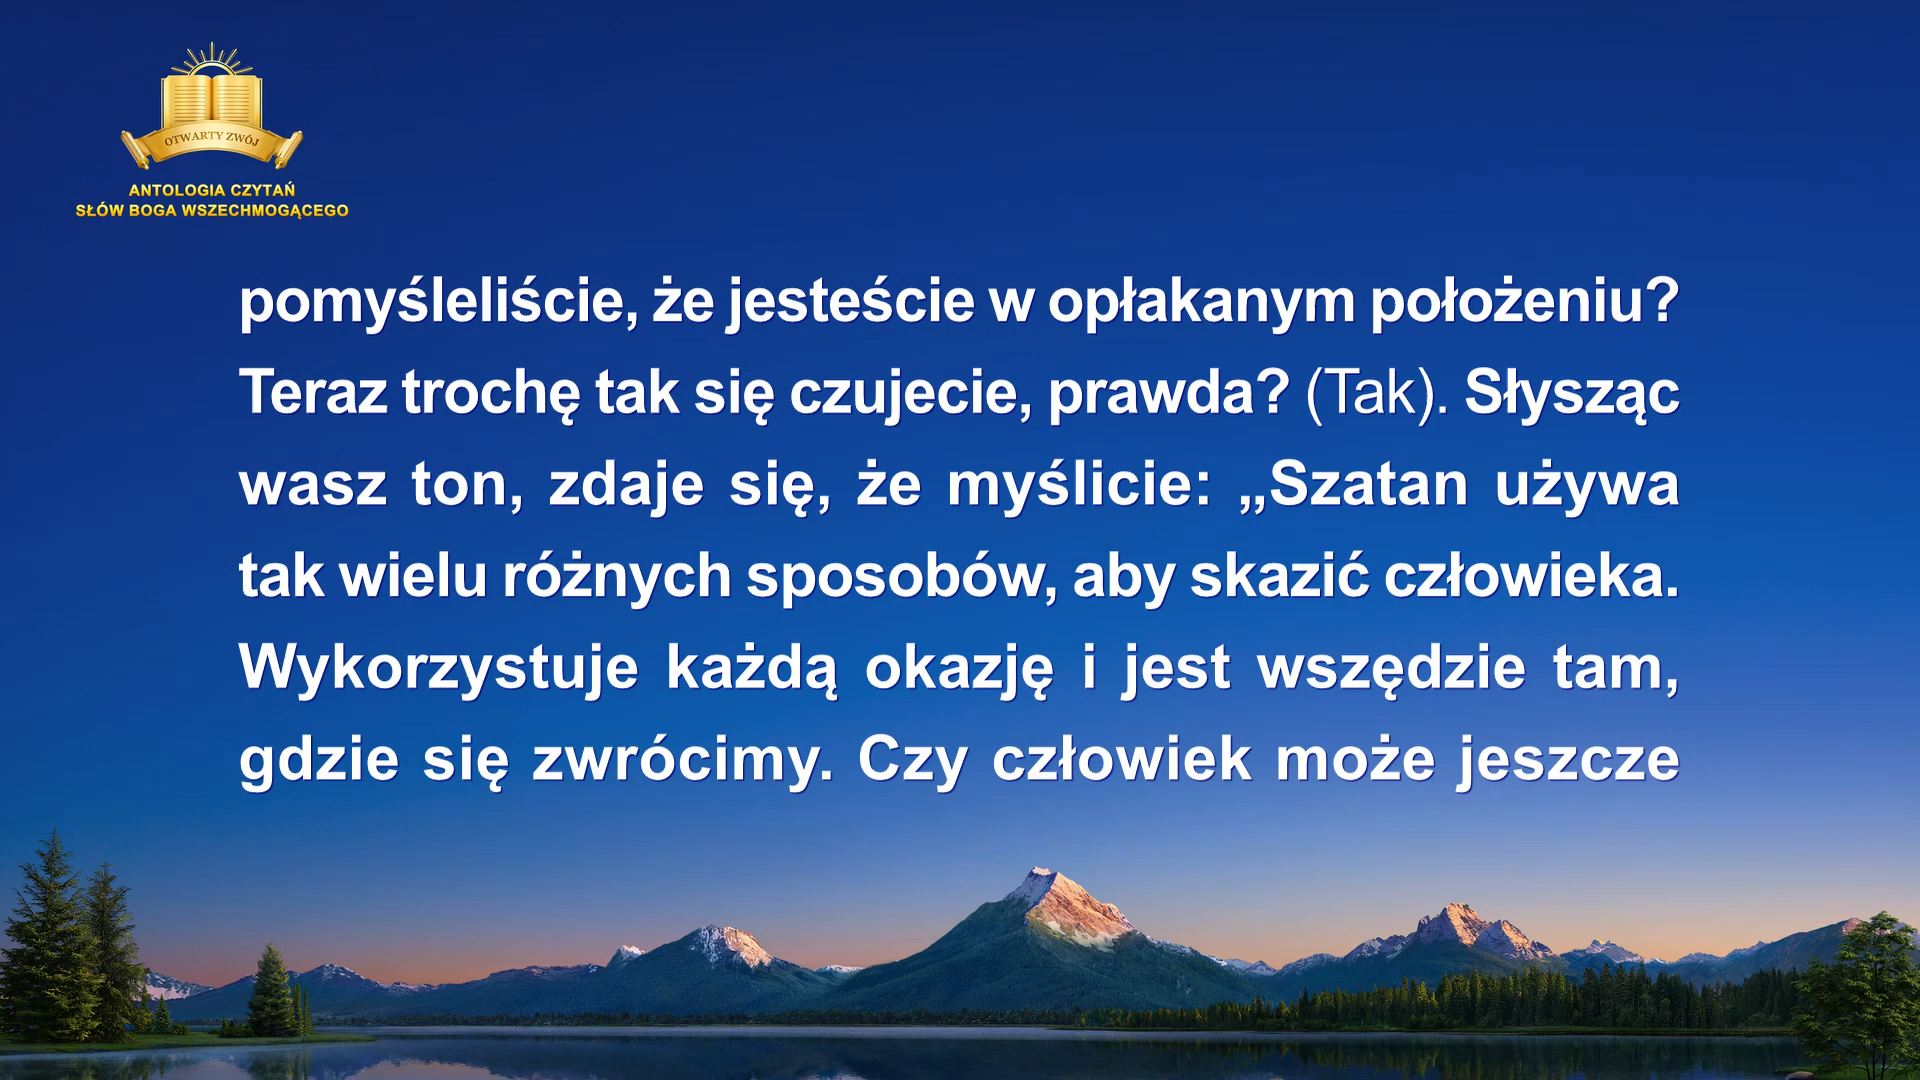 OTWARTY ZWÓJ
ANTOLOGIA CZYTAŃ
SŁÓW BOGA WSZECHMOGĄCEGO
pomyśleliście, że jesteście w opłakanym położeniu?
Teraz trochę tak się czujecie, prawda? (Tak). Słysząc
wasz ton, zdaje się, że myślicie: „Szatan używa
tak wielu różnych sposobów, aby skazić człowieka.
Wykorzystuje każdą okazję i jest wszędzie tam,
gdzie się zwrócimy. Czy człowiek może jeszcze